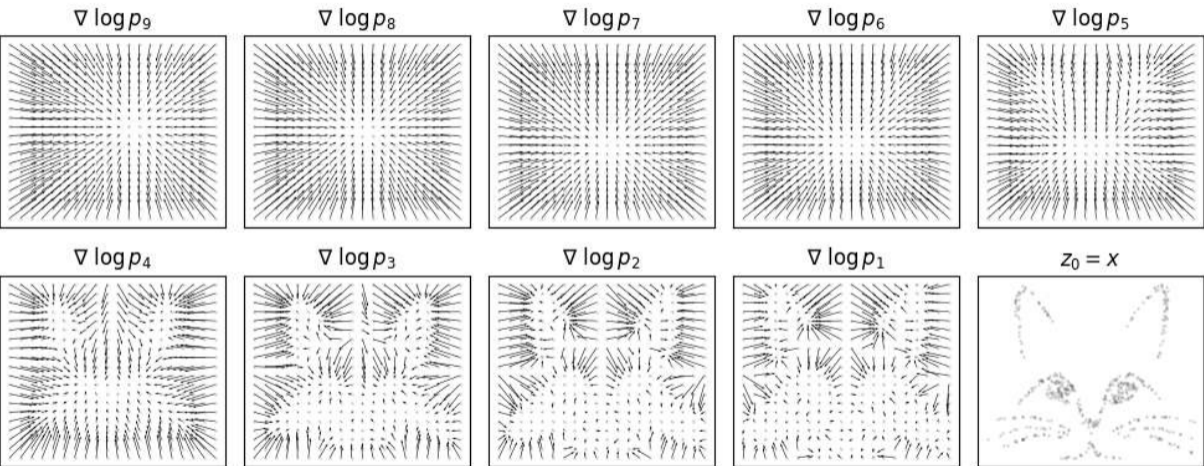 ∇ log p₉ ∇ log p₈ ∇ log p₇ ∇ log p₆ ∇ log p₅
∇ log p₄ ∇ log p₃ ∇ log p₂ ∇ log p₁ z₀ = x